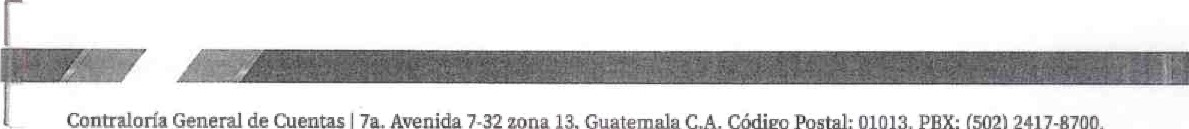 Contraloría General de Cuentas | 7a. Avenida 7-32 zona 13, Guatemala C.A. Código Postal: 01013, PBX: (502) 2417-8700.